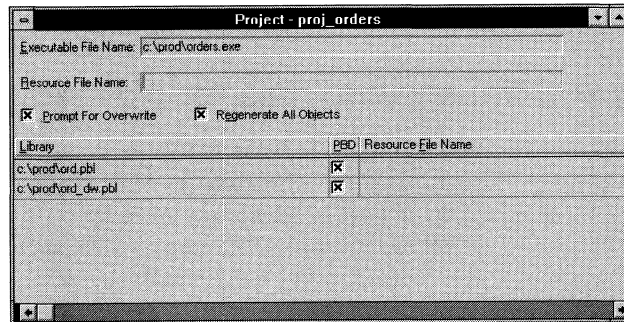 Project - proj_orders
Executable File Name: c:\prod\orders.exe
Resource File Name:
Prompt For Overwrite Regenerate All Objects
Library PBD Resource File Name
c:\prod\ord.pbl
c:\prod\ord_dw.pbl